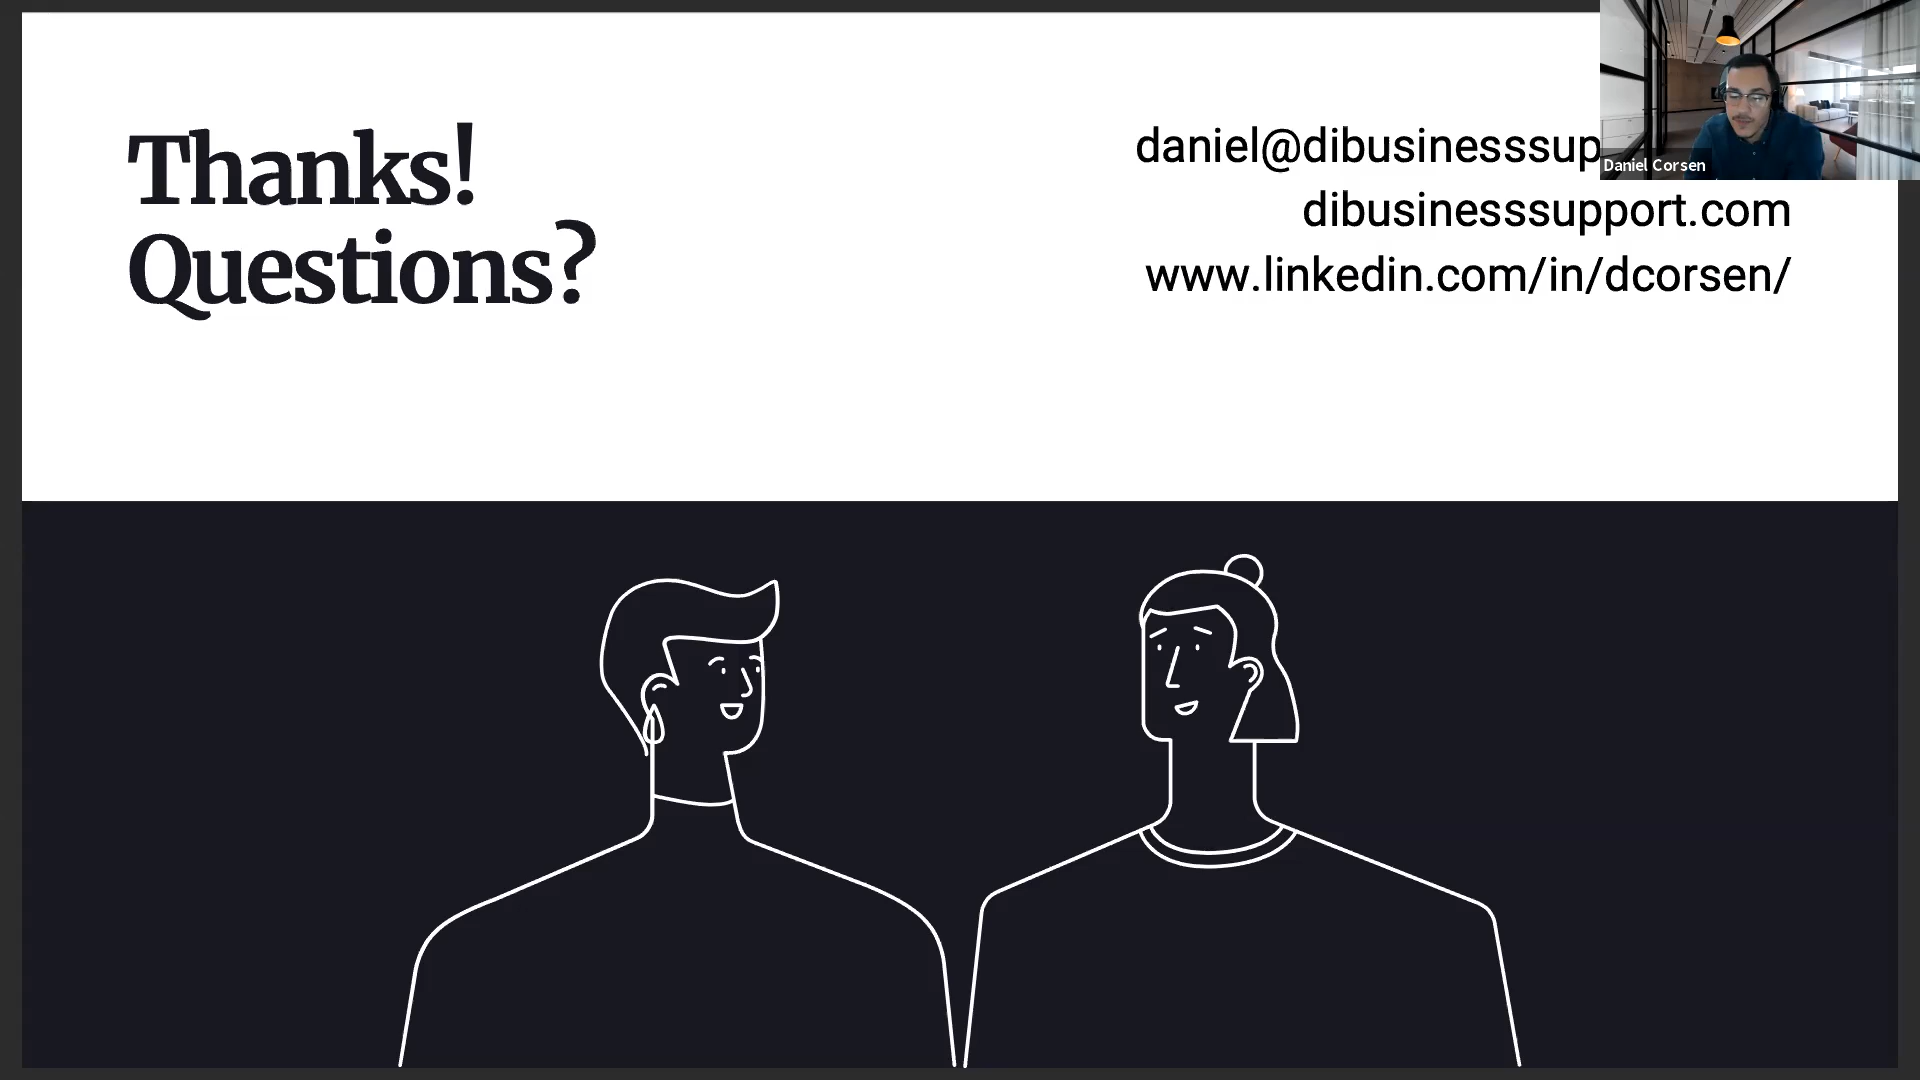 Thanks!
Questions?
daniel@dibusinesssup
dibusinesssupport.com
www.linkedin.com/in/dcorsen/
Daniel Corsen